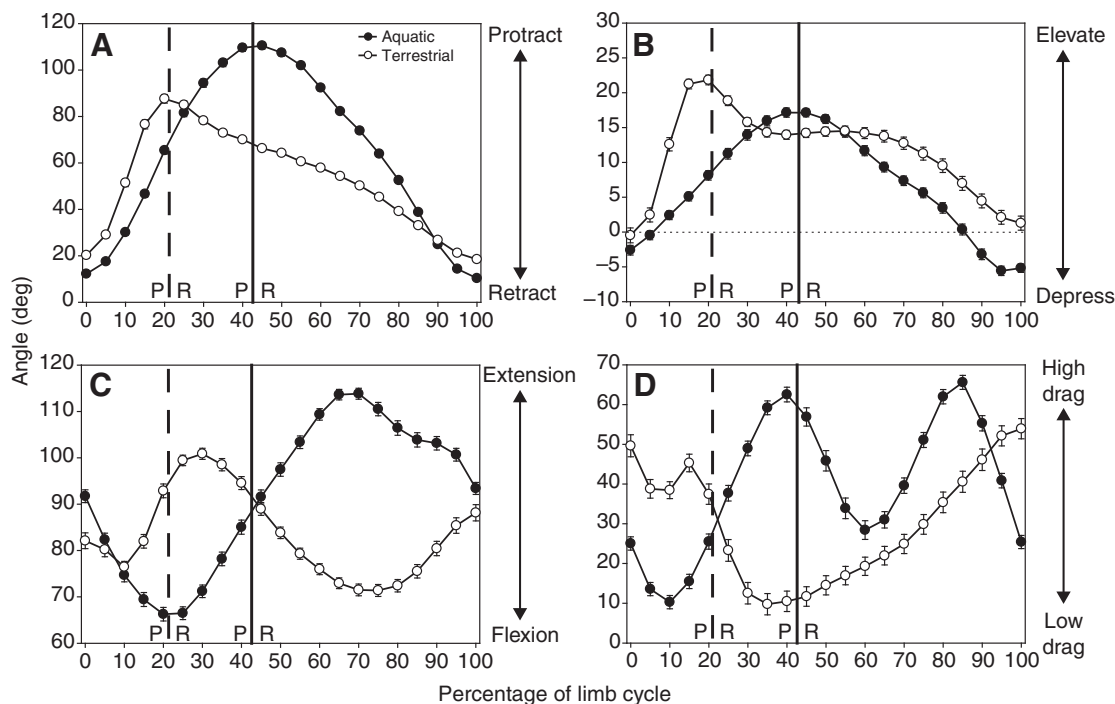 A
Aquatic
Terrestrial
120
100
80
60
40
20
0
P R P R
0 10 20 30 40 50 60 70 80 90 100
Protract
Retract
B
30
25
20
15
10
5
0
−5
−10
P R P R
0 10 20 30 40 50 60 70 80 90 100
Elevate
Depress
Angle (deg)
C
120
110
100
90
80
70
60
P R P R
0 10 20 30 40 50 60 70 80 90 100
Extension
Flexion
D
70
60
50
40
30
20
10
0
P R P R
0 10 20 30 40 50 60 70 80 90 100
High
drag
Low
drag
Percentage of limb cycle